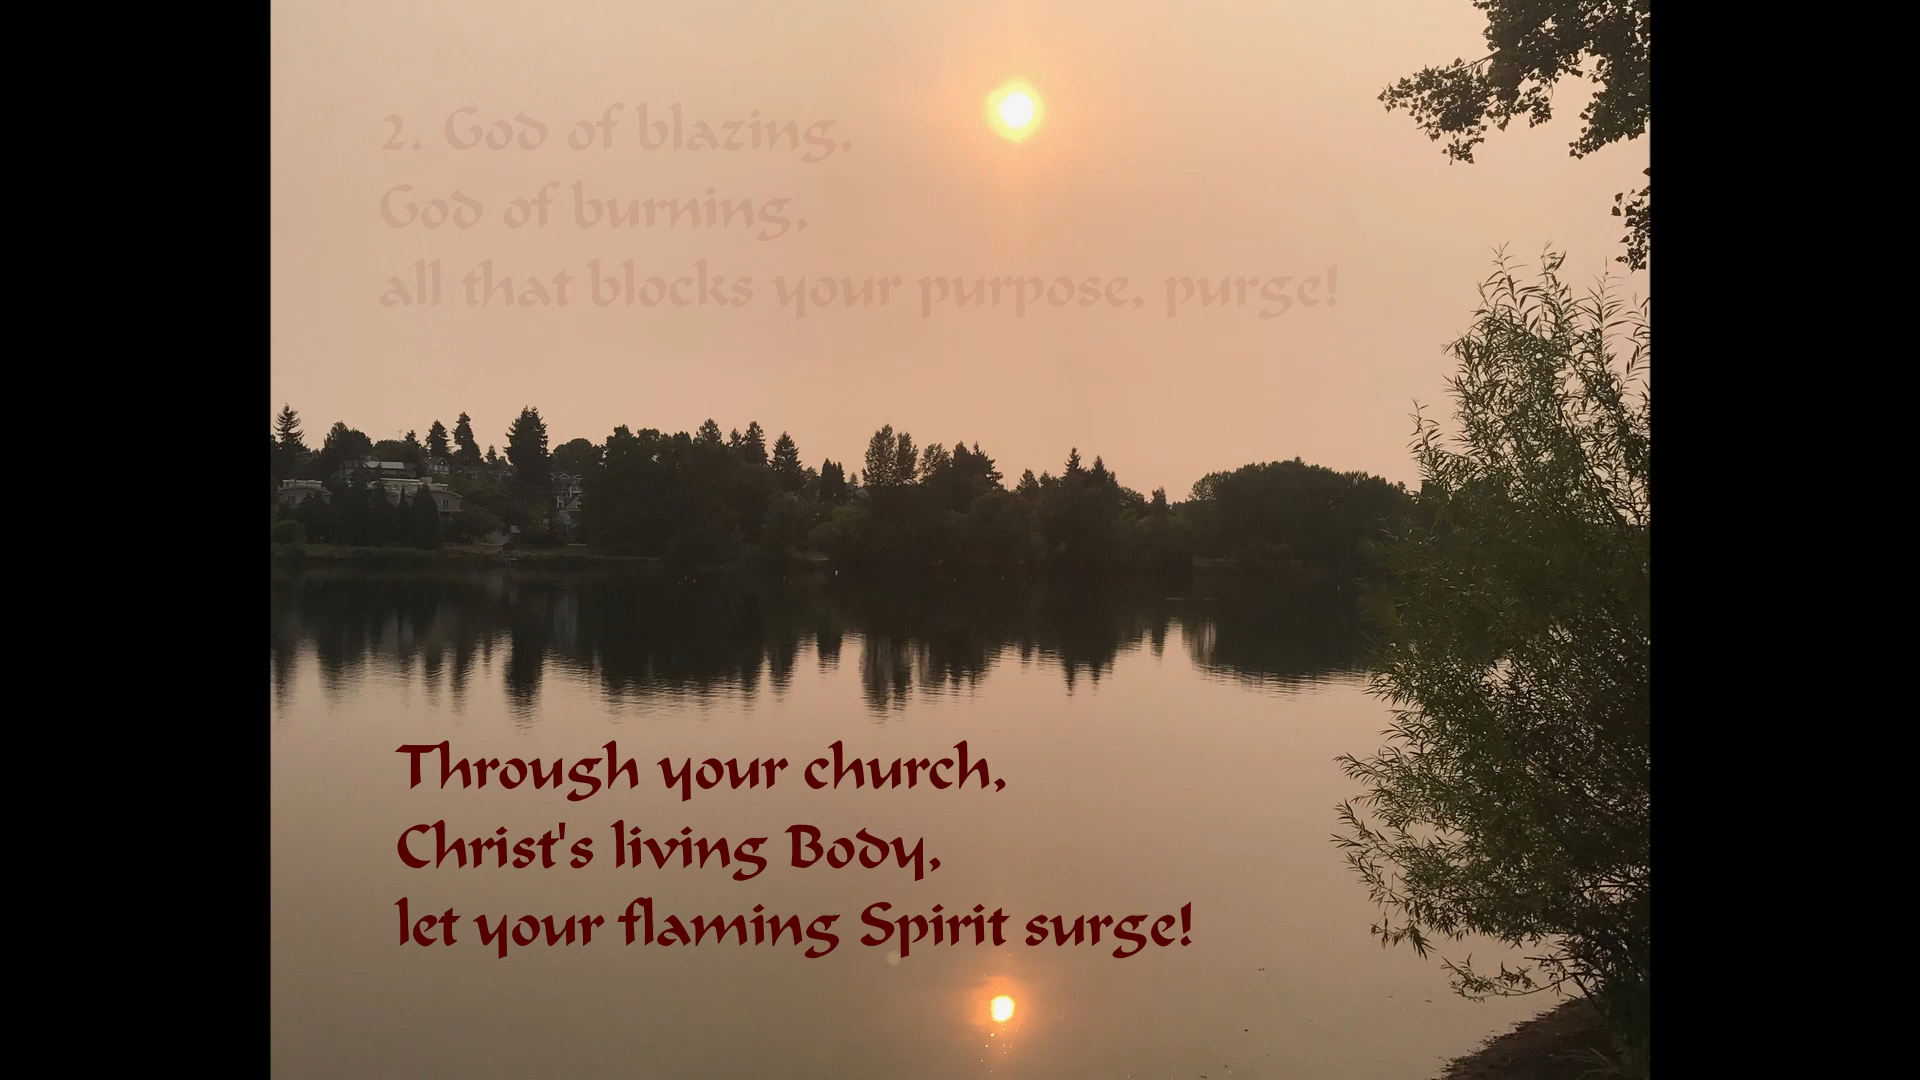 2. God of blazing,
God of burning,
all that blocks your purpose, purge!
Through your church,
Christ's living Body,
let your flaming Spirit surge!